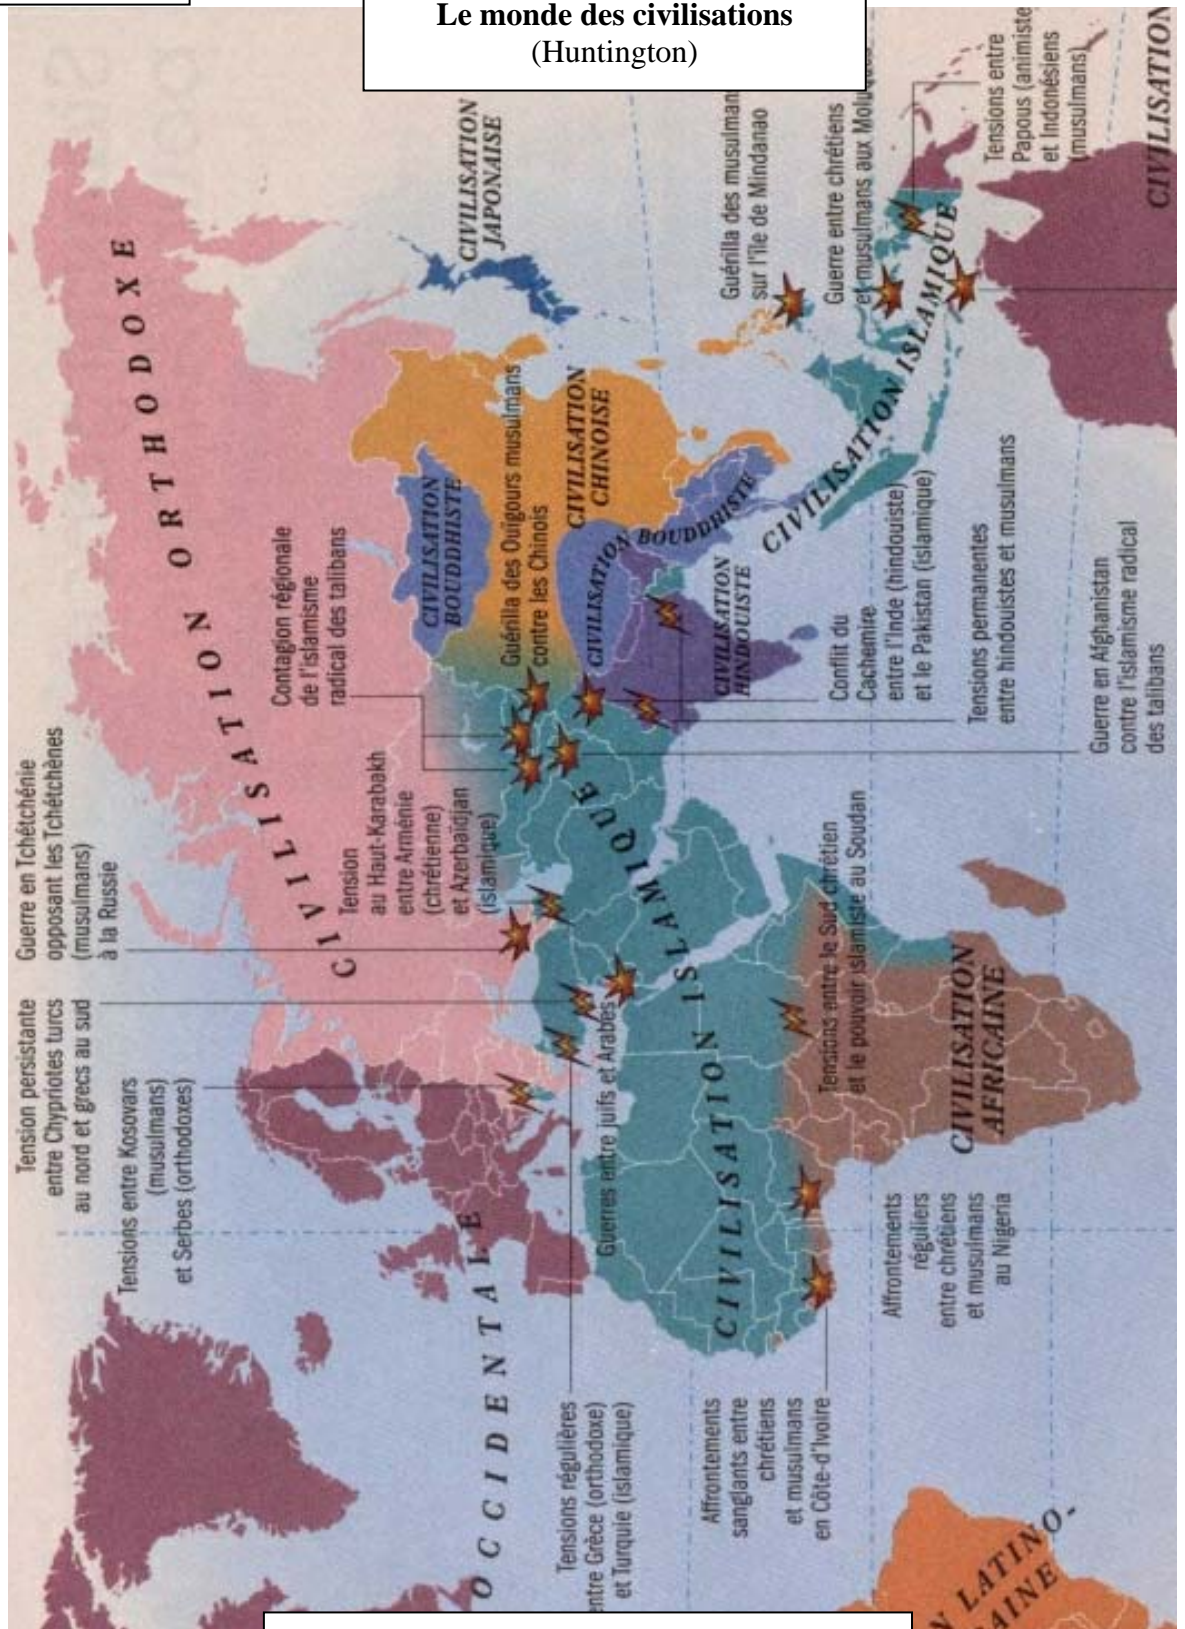 Le monde des civilisations
(Huntington)
CIVILISATION ORTHODOXE
CIVILISATION
JAPONAISE
Guérilla des musulmans
sur l'île de Mindanao
Guerre entre chrétiens
et musulmans aux
Tensions entre
Papous (animistes
et Indonésiens
(musulmans)
CIVILISATION
Contagion régionale
de l'islamisme
radical des talibans
CIVILISATION
BOUDDHISTE
Guérilla des Ouïgours musulmans
contre les Chinois
CIVILISATION
CHINOISE
CIVILISATION BOUDDHISTE
CIVILISATION
HINDOUISTE
CIVILISATION ISLAMIQUE
Conflit du
Cachemire
entre l'Inde (hindouiste)
et le Pakistan (islamique)
Tensions permanentes
entre hindouistes et musulmans
Guerre en Afghanistan
contre l'islamisme radical
des talibans
Guerre en Tchétchénie
opposant les Tchétchènes
(musulmans)
à la Russie
Tension
au Haut-Karabakh
entre Arménie
(chrétienne)
et Azerbaïdjan
(islamique)
Tension persistante
entre Chypriotes turcs
au nord et grecs au sud
Tensions entre Kosovars
(musulmans)
et Serbes (orthodoxes)
Guerres entre juifs et Arabes
CIVILISATION ISLAMIQUE
Tensions entre le Sud chrétien
et le pouvoir islamiste au Soudan
CIVILISATION
AFRICAINE
Affrontements
réguliers
entre chrétiens
et musulmans
au Nigeria
OCCIDENTALE
Tensions régulières
entre Grèce (orthodoxe)
et Turquie (islamique)
Affrontements
sanglants entre
chrétiens
et musulmans
en Côte-d'Ivoire
N LATINO-
AINE